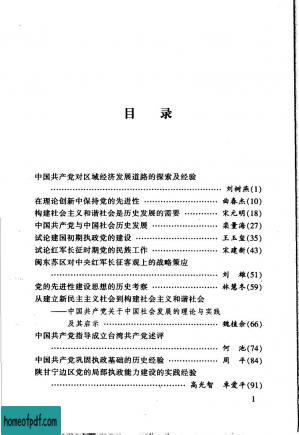 目 录
中国共产党对区域经济发展道路的探索及经验
刘树燕(1)
在理论创新中保持党的先进性 曲春杰(10)
构建社会主义和谐社会是历史发展的需要 宋元明(18)
中国共产党与中国社会历史发展 栾量海(27)
试论建国初期执政党的建设 王玉玺(35)
试论红军长征时期党的民族工作 宋建新(43)
闽东苏区对中央红军长征客观上的战略策应
刘 雄(51)
党的先进性建设思想的历史考察 林慧冬(59)
从建立新民主主义社会到构建社会主义和谐社会
——中国共产党关于中国社会发展的理论与实践
及其启示 魏桂余(66)
中国共产党指导成立台湾共产党述评
何 池(74)
中国共产党巩固执政基础的历史经验 周 平(84)
陕甘宁边区党的局部执政能力建设的实践经验
高允智 卓爱平(91)
1
homeofpdf.com
homeofpdf.com